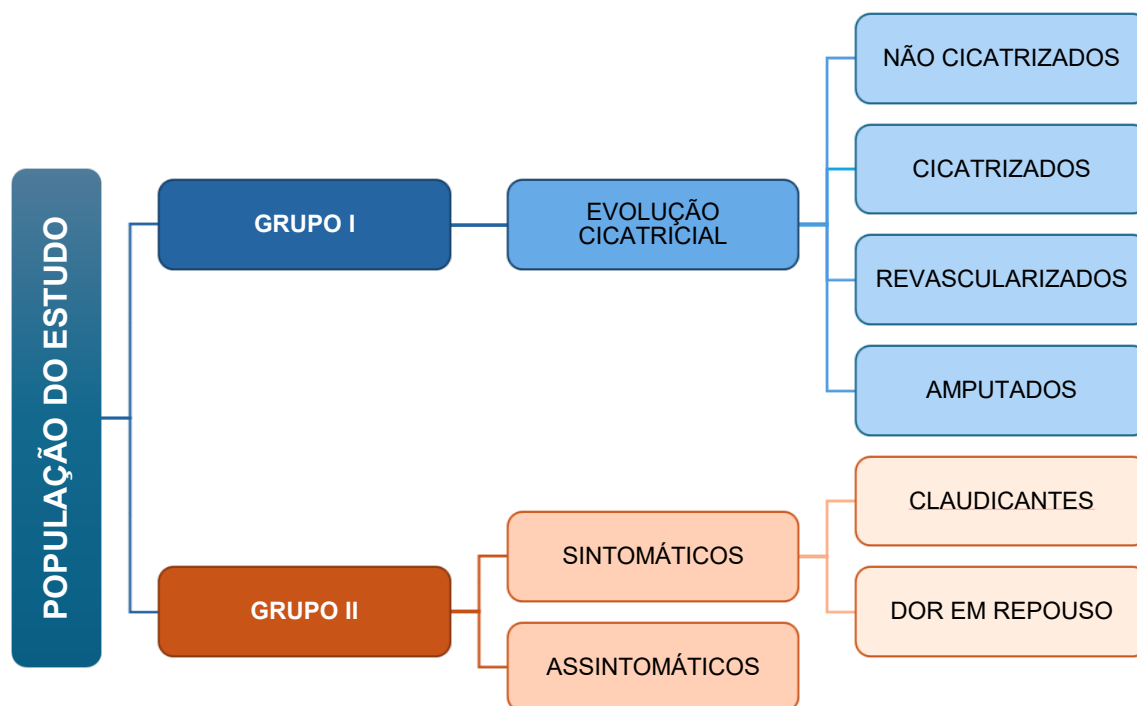 POPULAÇÃO DO ESTUDO
GRUPO I
EVOLUÇÃO
CICATRICIAL
NÃO CICATRIZADOS
CICATRIZADOS
REVASCULARIZADOS
AMPUTADOS
GRUPO II
SINTOMÁTICOS
CLAUDICANTES
DOR EM REPOUSO
ASSINTOMÁTICOS